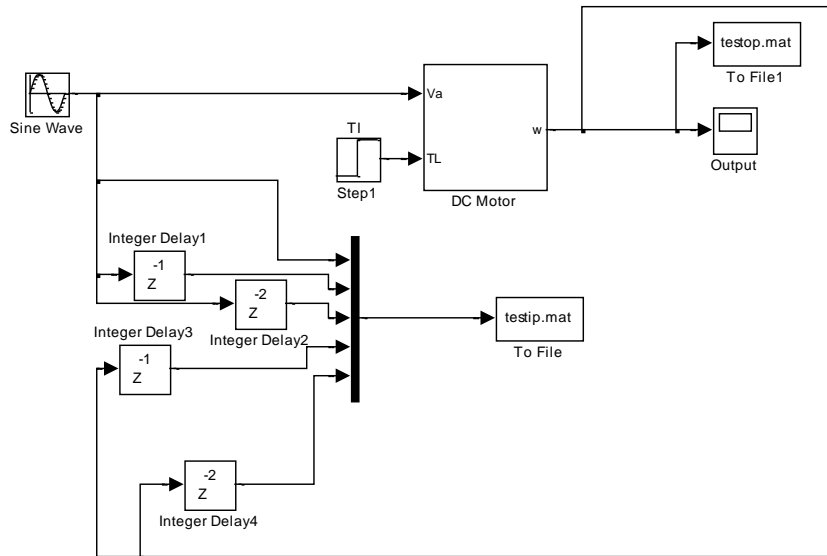 testop.mat
To File1
Sine Wave
Va
Tl
TL
w
Step1
DC Motor
Output
Integer Delay1
-1
Z
-2
Z
Integer Delay2
testip.mat
To File
Integer Delay3
-1
Z
-2
Z
Integer Delay4